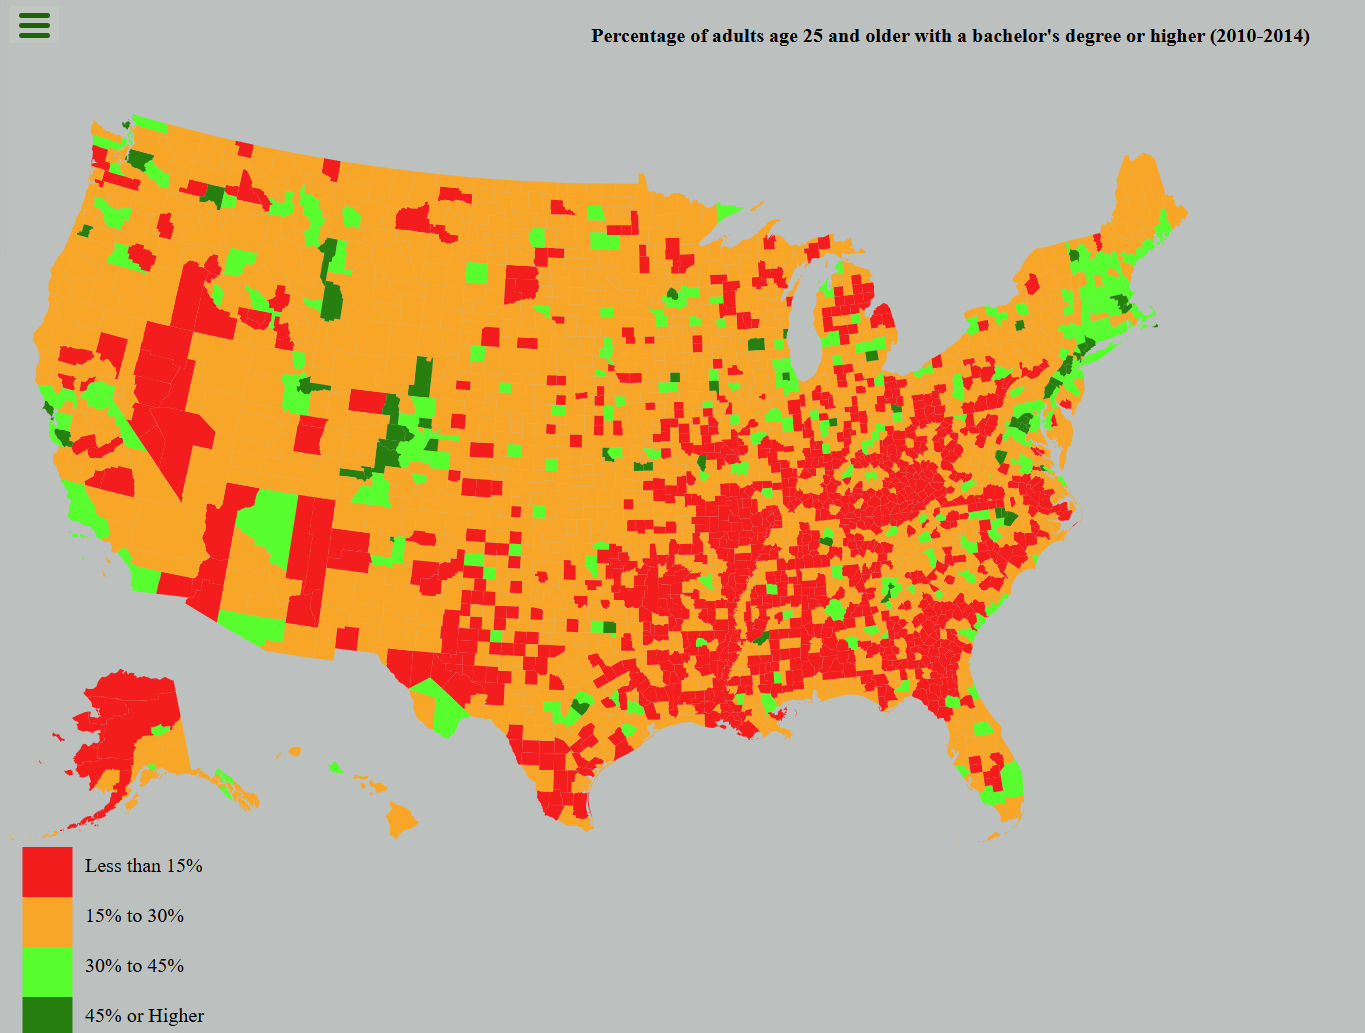 Percentage of adults age 25 and older with a bachelor's degree or higher (2010-2014)
Less than 15%
15% to 30%
30% to 45%
45% or Higher